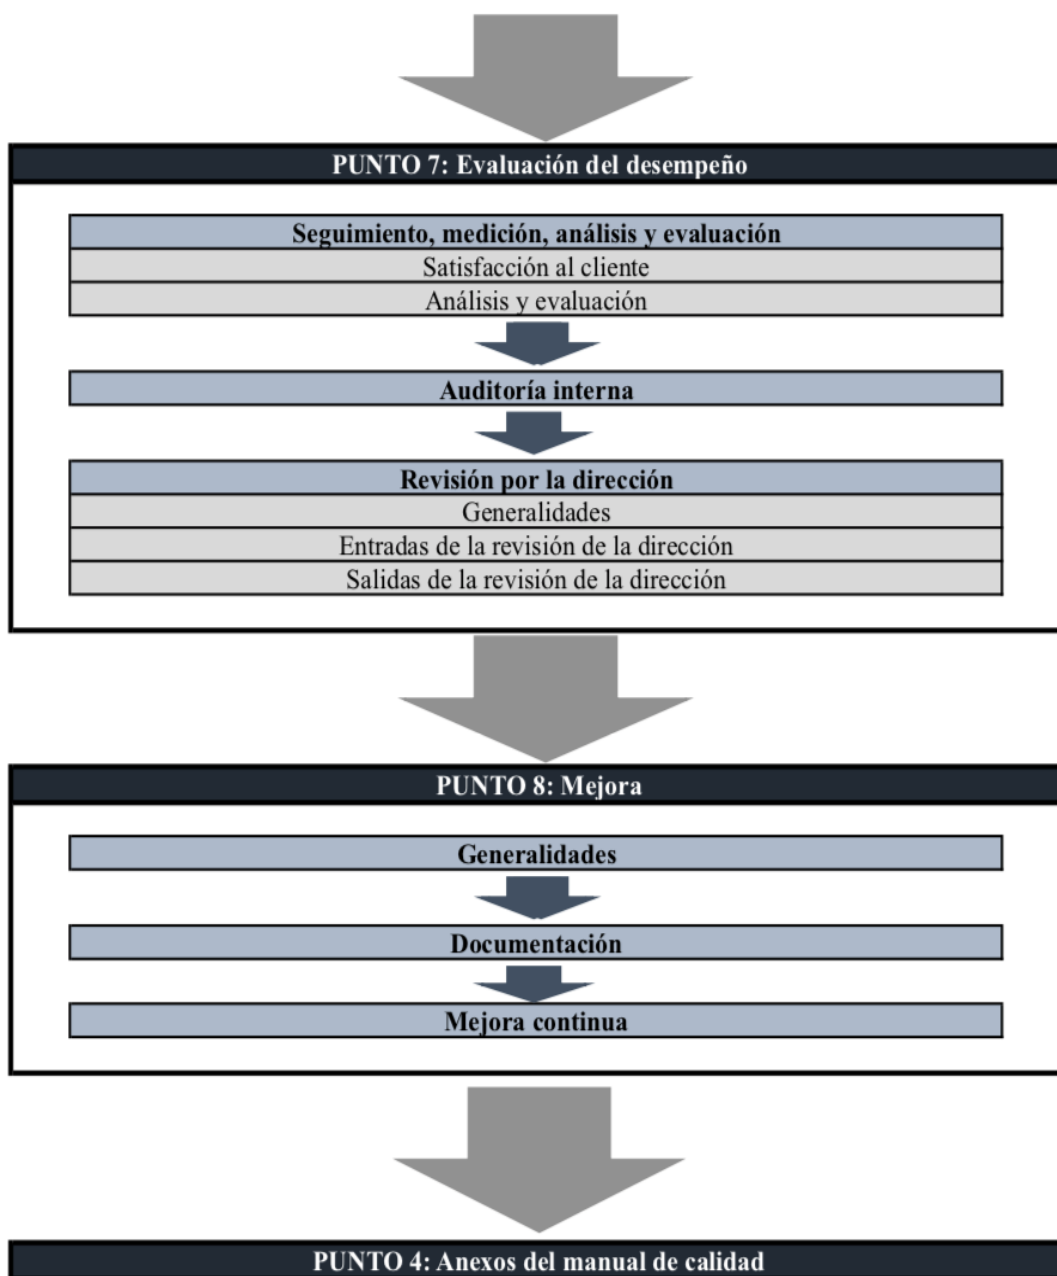 PUNTO 7: Evaluación del desempeño
Seguimiento, medición, análisis y evaluación
Satisfacción al cliente
Análisis y evaluación
Auditoría interna
Revisión por la dirección
Generalidades
Entradas de la revisión de la dirección
Salidas de la revisión de la dirección
PUNTO 8: Mejora
Generalidades
Documentación
Mejora continua
PUNTO 4: Anexos del manual de calidad